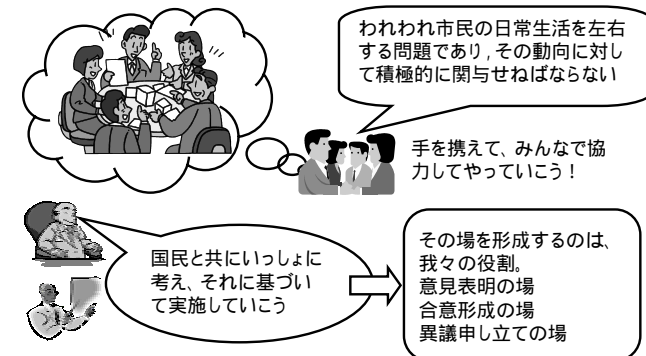 われわれ市民の日常生活を左右
する問題であり，その動向に対し
て積極的に関与せねばならない
手を携えて、みんなで協
力してやっていこう！
国民と共にいっしょに
考え、それに基づい
て実施していこう
その場を形成するのは、
我々の役割。
意見表明の場
合意形成の場
異議申し立ての場